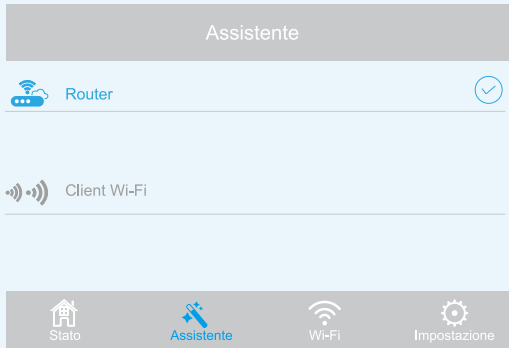 Assistente
Router
Client Wi-Fi
Stato Assistente Wi-Fi Impostazione